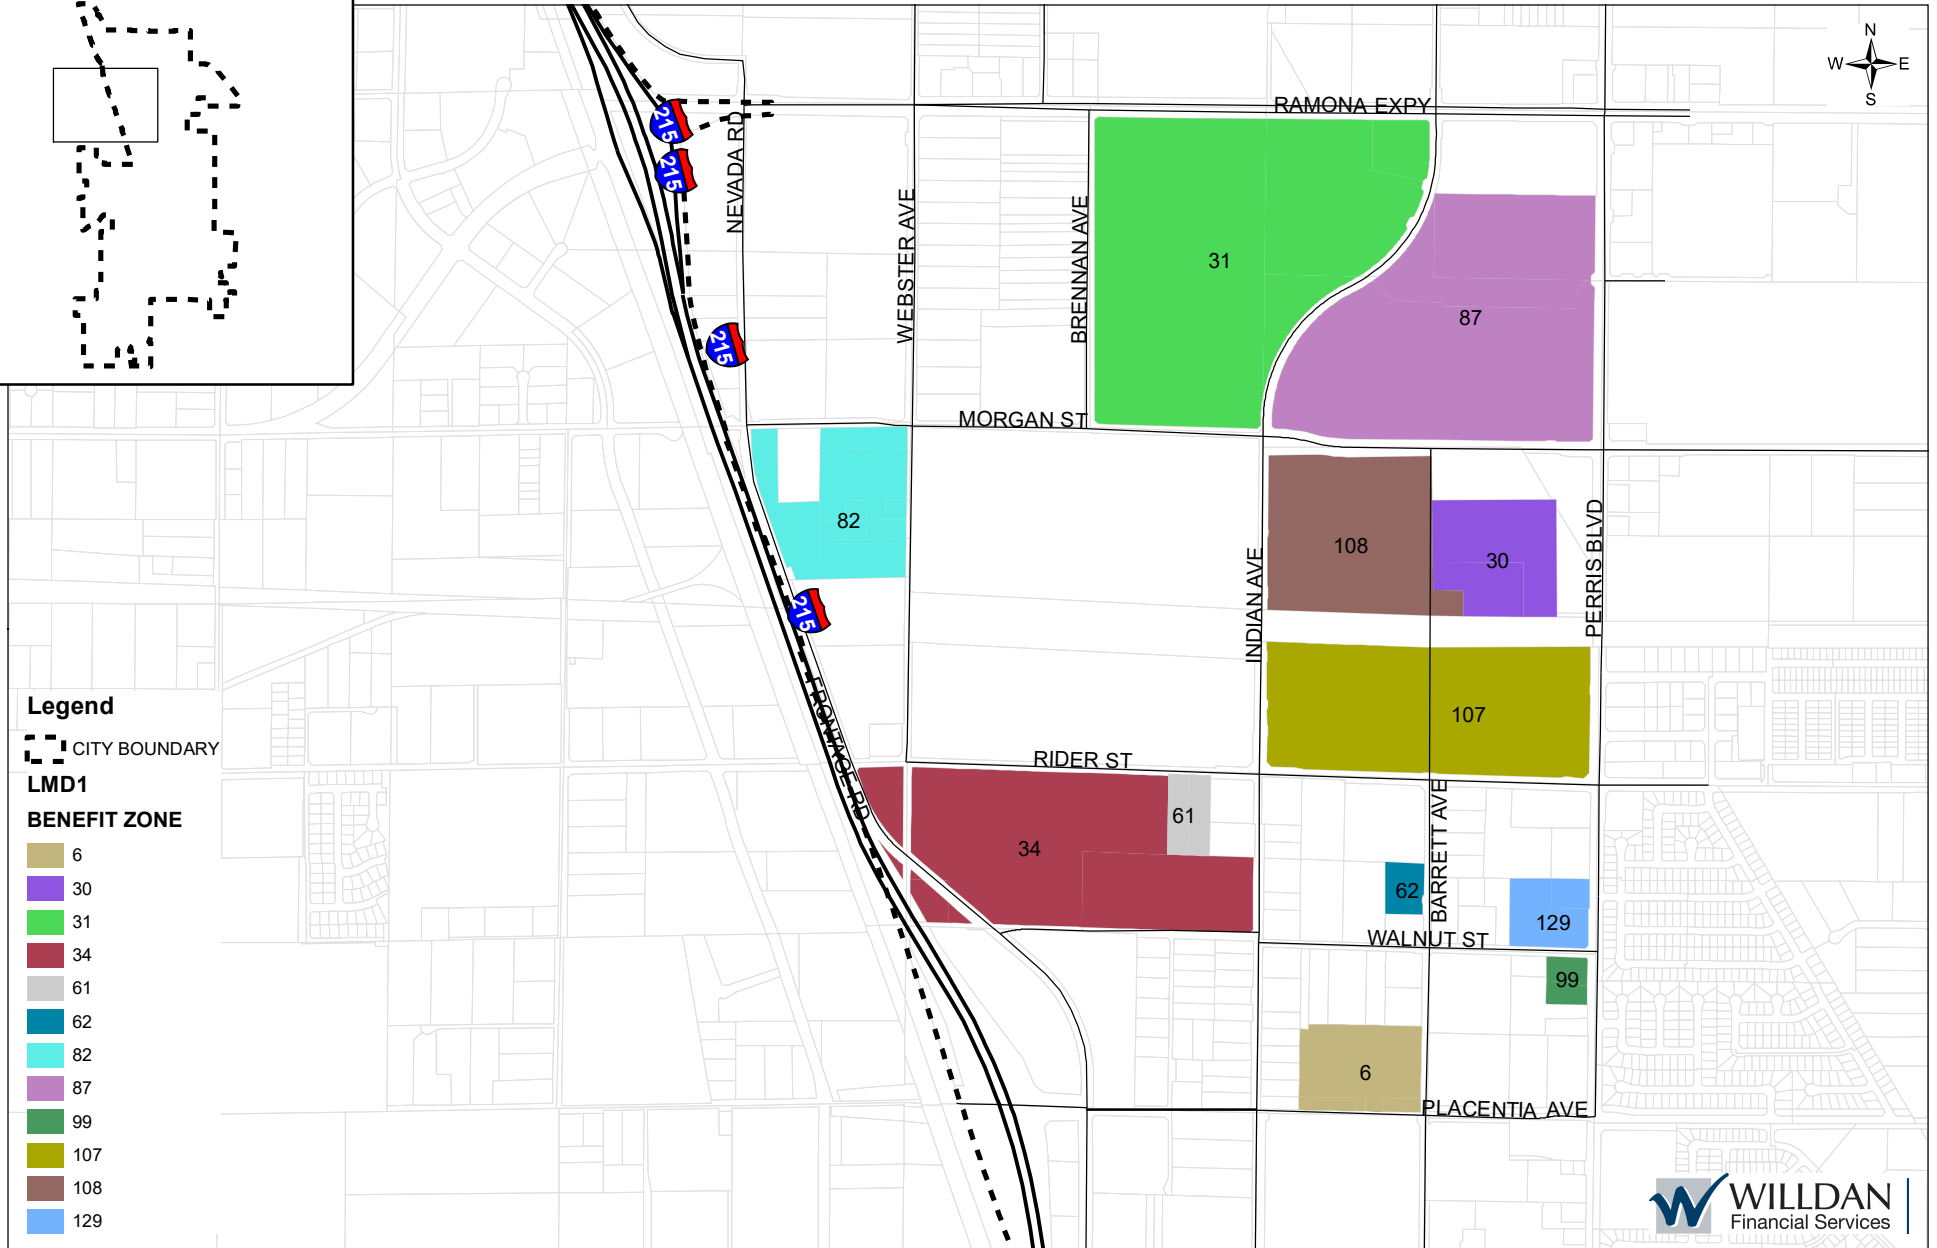 N
W E
S
RAMONA EXPY
215
215
NEVADA RD
WEBSTER AVE
BRENNAN AVE
31
87
215
MORGAN ST
82
108
30
PERRIS BLVD
INDIAN AVE
215
FRONTAGE RD
107
RIDER ST
61
34
BARRETT AVE
62
129
WALNUT ST
99
6
PLACENTIA AVE
Legend
CITY BOUNDARY
LMD1
BENEFIT ZONE
6
30
31
34
61
62
82
87
99
107
108
129
WILLDAN
Financial Services